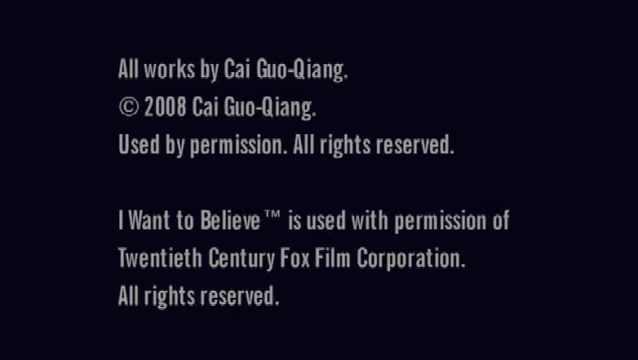 All works by Cai Guo-Qiang.
© 2008 Cai Guo-Qiang.
Used by permission. All rights reserved.
I Want to Believe™ is used with permission of
Twentieth Century Fox Film Corporation.
All rights reserved.